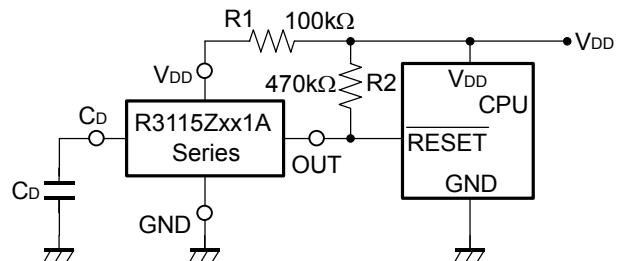 R1 100kΩ
VDD
VDD
470kΩ R2
VDD
CPU
CD
R3115Zxx1A
Series
OUT
RESET
GND
CD
GND